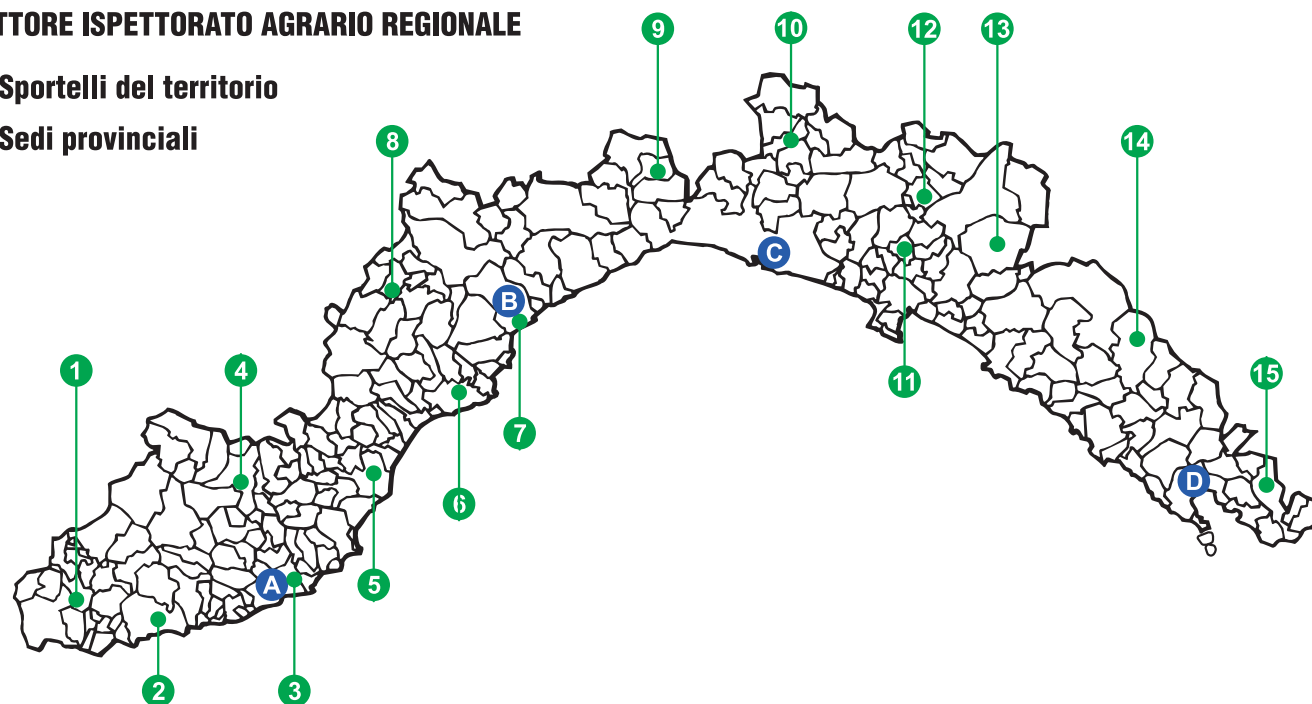 TTORE ISPETTORATO AGRARIO REGIONALE
Sportelli del territorio
Sedi provinciali
9
10
12
13
8
14
C
B
1
4
11
15
7
D
6
A
5
2
3